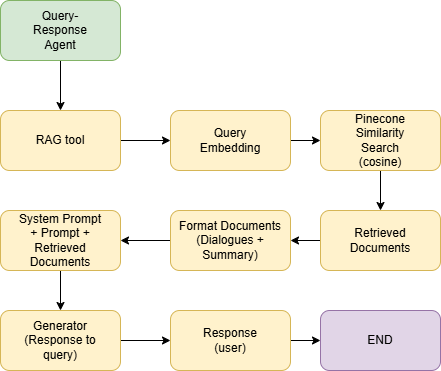 Query-
Response
Agent
RAG tool
Query
Embedding
Pinecone
Similarity
Search
(cosine)
System Prompt
+ Prompt +
Retrieved
Documents
Format Documents
(Dialogues +
Summary)
Retrieved
Documents
Generator
(Response to
query)
Response
(user)
END